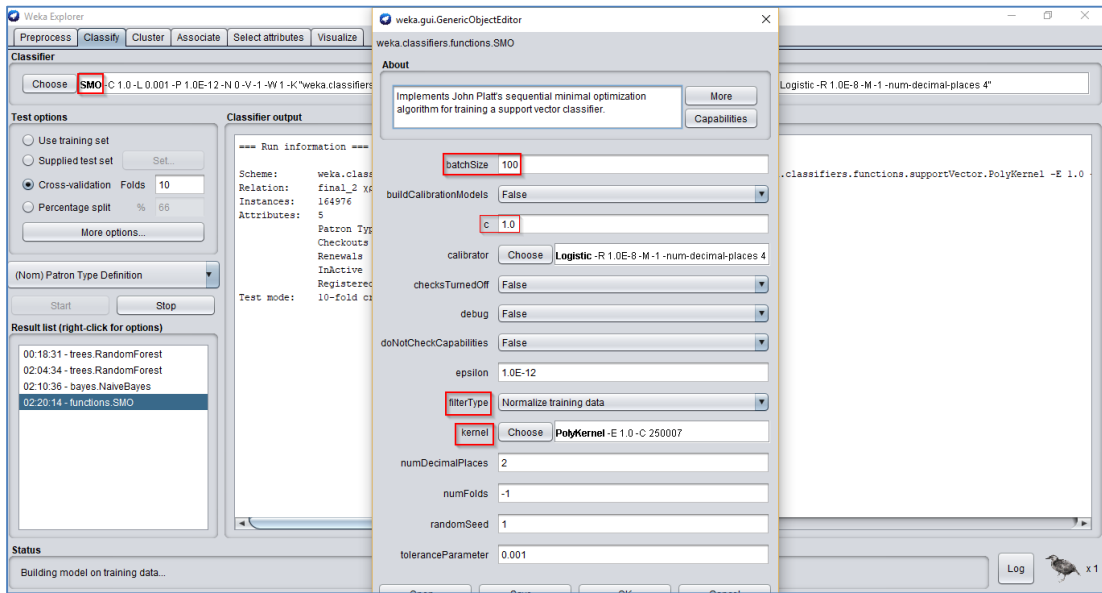 Weka Explorer
Preprocess Classify Cluster Associate Select attributes Visualize
Classifier
Choose SMO -C 1.0 -L 0.001 -P 1.0E-12 -N 0 -V -1 -W 1 -K "weka.classifiers
Logistic -R 1.0E-8 -M -1 -num-decimal-places 4"
Test options
Use training set
Supplied test set Set...
Cross-validation Folds 10
Percentage split % 66
More options...
(Nom) Patron Type Definition
Start Stop
Result list (right-click for options)
00:18:31 - trees.RandomForest
02:04:34 - trees.RandomForest
02:10:36 - bayes.NaiveBayes
02:20:14 - functions.SMO
Classifier output
=== Run information ===
Scheme: weka.class
.classifiers.functions.supportVector.PolyKernel -E 1.0 -
Relation: final_2
Instances: 164976
Attributes: 5
Patron Typ
Checkouts
Renewals
InActive
Registered
Test mode: 10-fold cr
Status
Building model on training data...
Log x 1
weka.gui.GenericObjectEditor
weka.classifiers.functions.SMO
About
Implements John Platt's sequential minimal optimization
algorithm for training a support vector classifier.
More
Capabilities
batchSize 100
buildCalibrationModels False
c 1.0
calibrator Choose Logistic -R 1.0E-8 -M -1 -num-decimal-places 4
checksTurnedOff False
debug False
doNotCheckCapabilities False
epsilon 1.0E-12
filterType Normalize training data
kernel Choose PolyKernel -E 1.0 -C 250007
numDecimalPlaces 2
numFolds -1
randomSeed 1
toleranceParameter 0.001